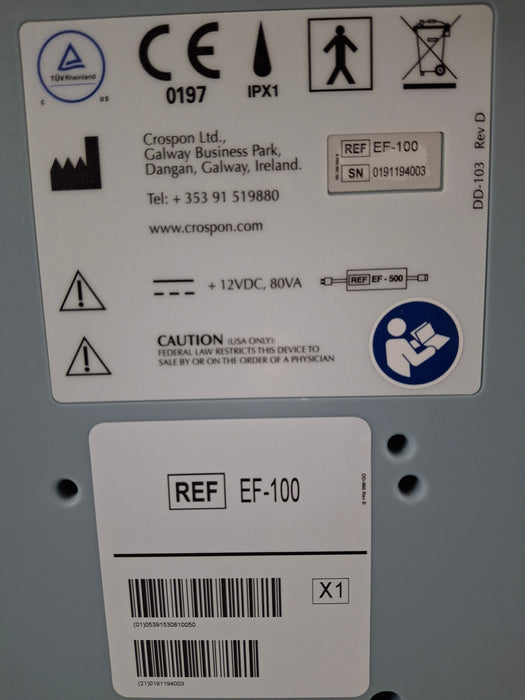 TÜVRheinland
C US
CE
0197
IPX1
Crospon Ltd.,
Galway Business Park,
Dangan, Galway, Ireland.
Tel: + 353 91 519880
www.crospon.com
REF EF-100
SN 0191194003
DD-103 Rev D
+ 12VDC, 80VA
REF EF-500
CAUTION (USA ONLY):
FEDERAL LAW RESTRICTS THIS DEVICE TO
SALE BY OR ON THE ORDER OF A PHYSICIAN
REF EF-100
X1
(01)05391530810050
(21)0191194003